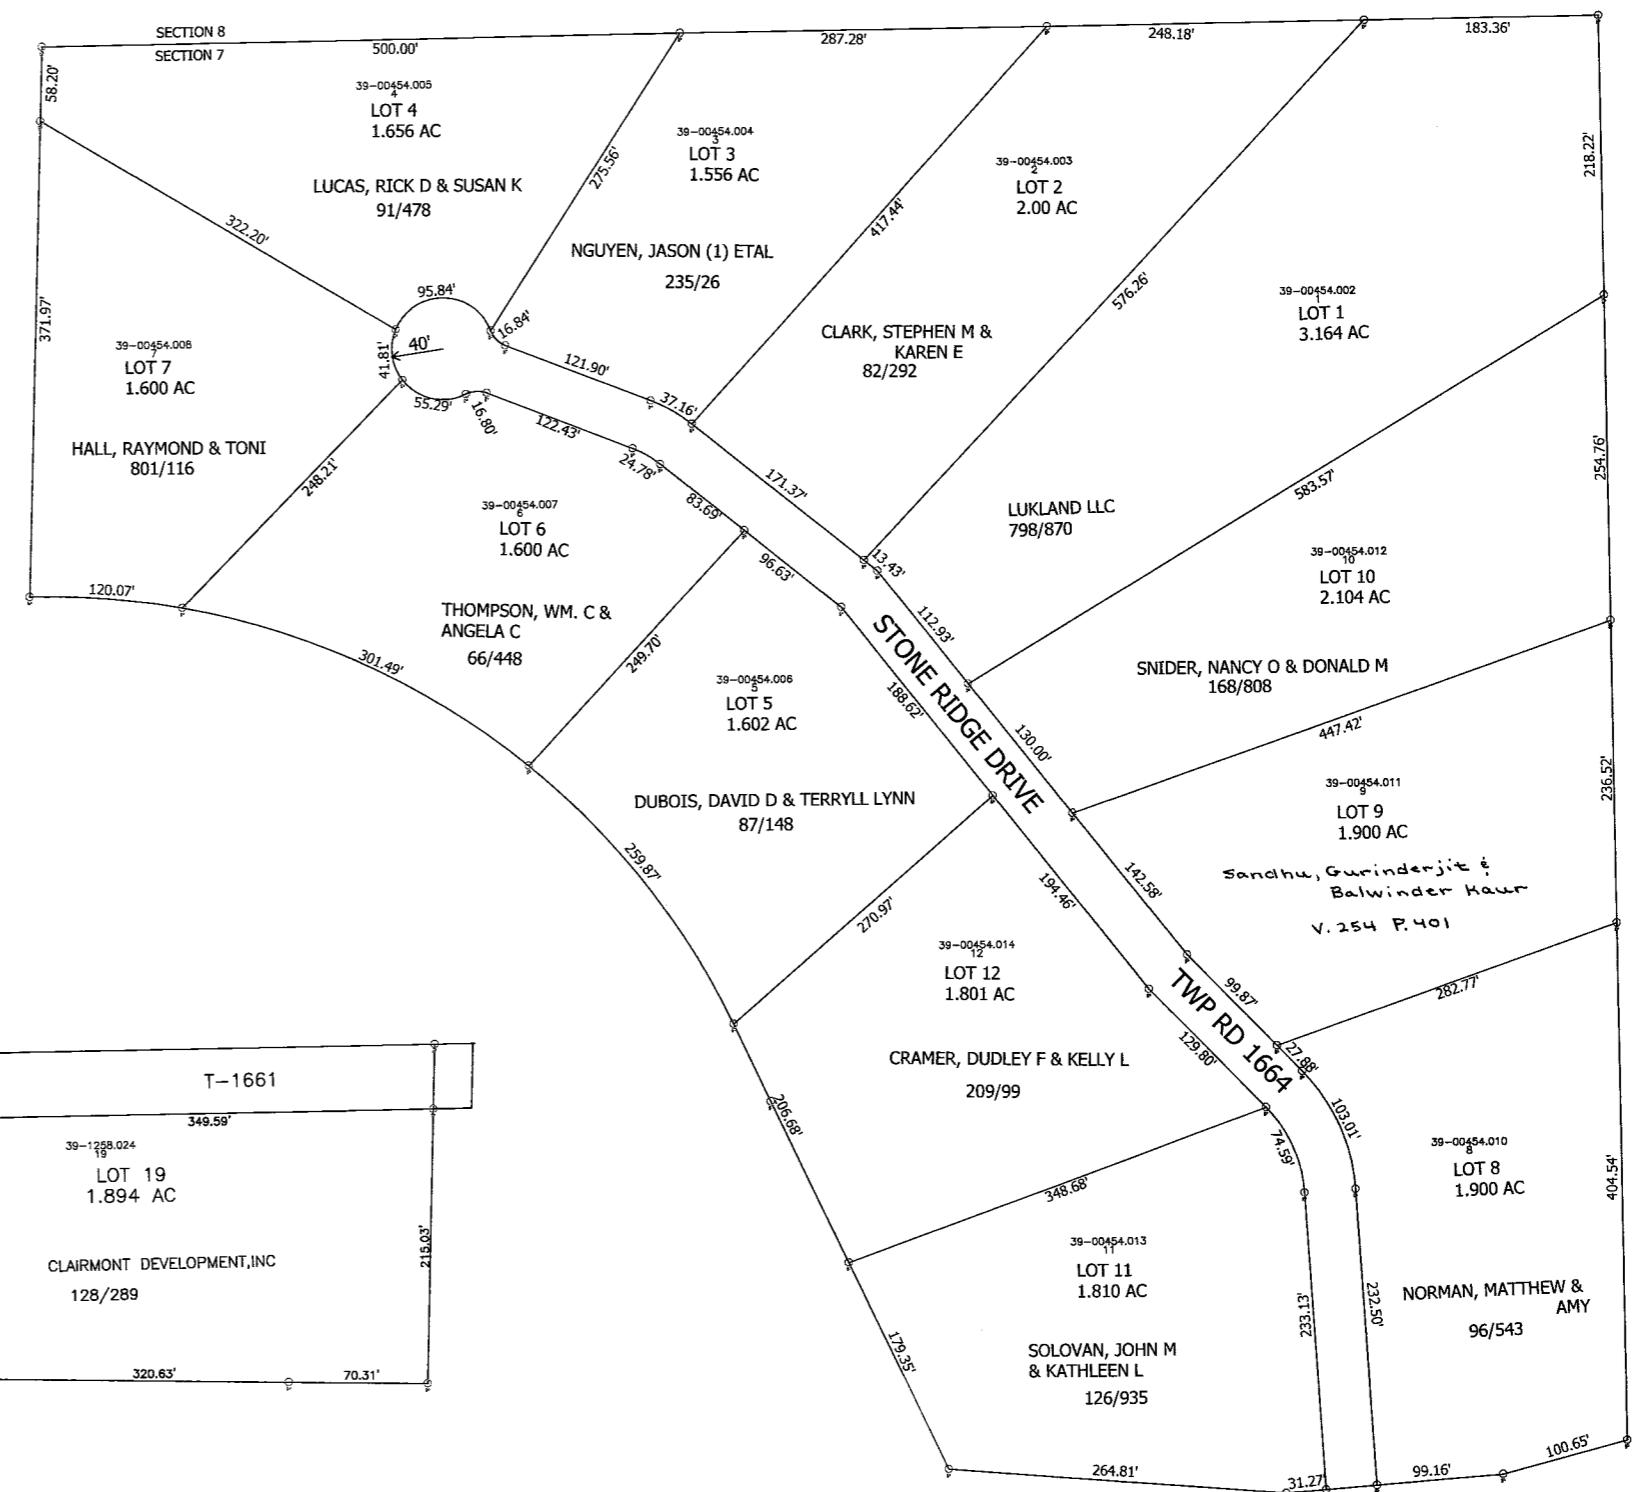 SECTION 8
SECTION 7
500.00'
287.28'
248.18'
183.36'
58.20'
39-00454.005
4
LOT 4
1.656 AC
LUCAS, RICK D & SUSAN K
91/478
322.20'
275.56'
95.84'
40'
41.81'
16.84'
39-00454.004
3
LOT 3
1.556 AC
NGUYEN, JASON (1) ETAL
235/26
417.44'
121.90'
37.16'
39-00454.003
2
LOT 2
2.00 AC
CLARK, STEPHEN M &
KAREN E
82/292
576.26'
171.37'
218.22'
39-00454.002
1
LOT 1
3.164 AC
LUKLAND LLC
798/870
583.57'
13.43'
112.93'
371.97'
39-00454.008
7
LOT 7
1.600 AC
HALL, RAYMOND & TONI
801/116
248.21'
120.07'
55.29'
16.80'
122.43'
24.78'
83.69'
39-00454.007
6
LOT 6
1.600 AC
THOMPSON, WM. C &
ANGELA C
66/448
301.49'
249.70'
96.63'
254.76'
39-00454.012
10
LOT 10
2.104 AC
SNIDER, NANCY O & DONALD M
168/808
447.42'
130.00'
STONE RIDGE DRIVE
188.62'
39-00454.006
5
LOT 5
1.602 AC
DUBOIS, DAVID D & TERRYLL LYNN
87/148
259.87'
270.97'
236.52'
39-00454.011
9
LOT 9
1.900 AC
Sandhu, Gurinderjit &
Balwinder Kaur
V. 254 P. 401
142.58'
99.87'
282.77'
194.46'
39-00454.014
12
LOT 12
1.801 AC
CRAMER, DUDLEY F & KELLY L
209/99
TWP RD 1664
129.80'
27.88'
103.01'
74.59'
206.68'
348.68'
39-00454.010
8
LOT 8
1.900 AC
404.54'
NORMAN, MATTHEW &
AMY
96/543
232.50'
233.13'
39-00454.013
11
LOT 11
1.810 AC
SOLOVAN, JOHN M
& KATHLEEN L
126/935
179.35'
264.81'
31.27'
99.16'
100.65'
T-1661
349.59'
39-1258.024
19
LOT 19
1.894 AC
CLAIRMONT DEVELOPMENT,INC
128/289
215.03'
320.63'
70.31'